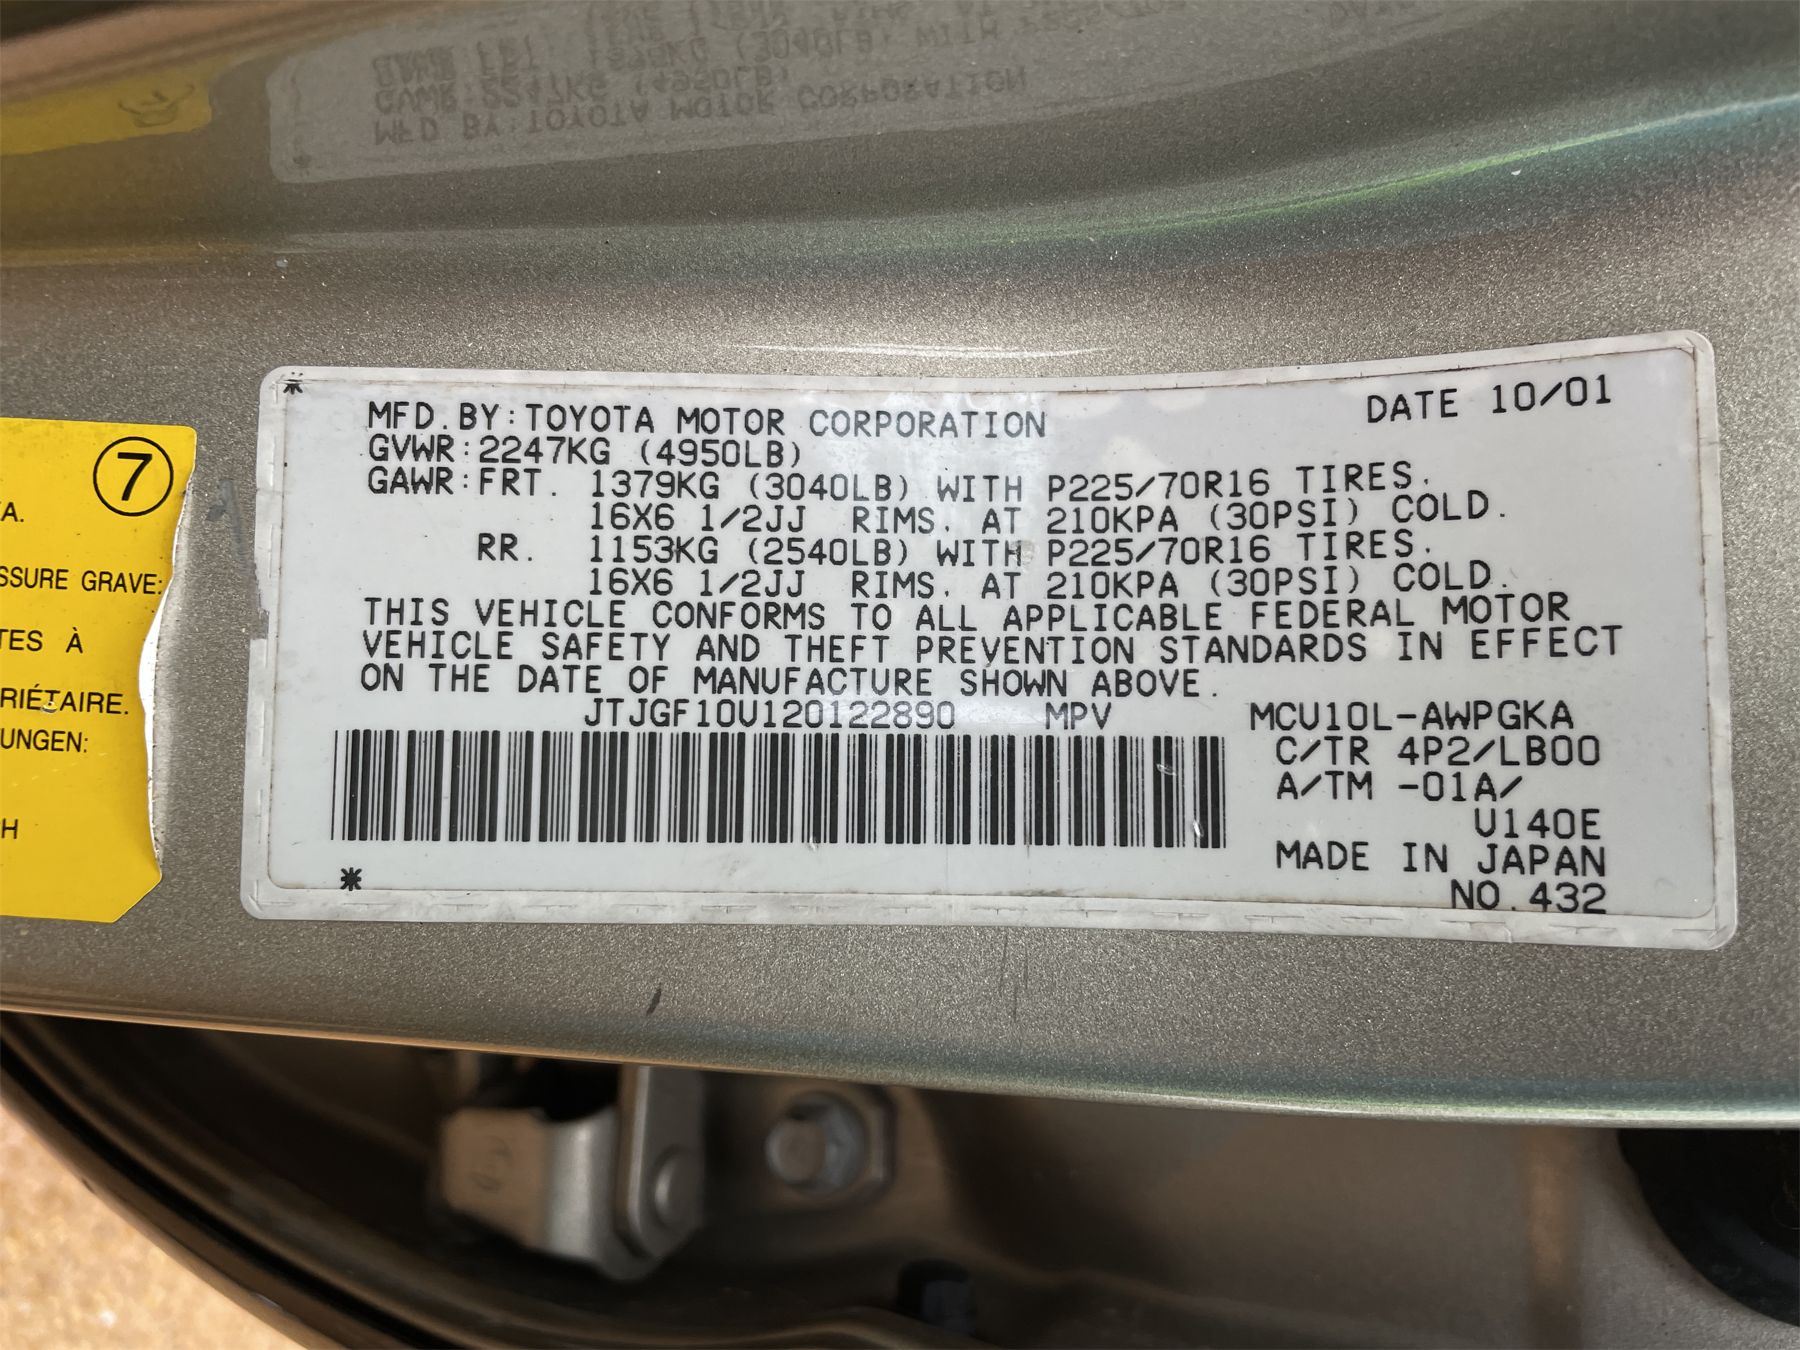 ⑦
A.
SSURE GRAVE:
TES À
RIÉTAIRE.
UNGEN:
H
MFD.BY:TOYOTA MOTOR CORPORATION DATE 10/01
GVWR:2247KG (4950LB)
GAWR:FRT. 1379KG (3040LB) WITH P225/70R16 TIRES.
16X6 1/2JJ RIMS. AT 210KPA (30PSI) COLD.
RR. 1153KG (2540LB) WITH P225/70R16 TIRES.
16X6 1/2JJ RIMS. AT 210KPA (30PSI) COLD.
THIS VEHICLE CONFORMS TO ALL APPLICABLE FEDERAL MOTOR
VEHICLE SAFETY AND THEFT PREVENTION STANDARDS IN EFFECT
ON THE DATE OF MANUFACTURE SHOWN ABOVE.
JTJGF10U120122890 MPV MCU10L-AWPGKA
C/TR 4P2/LB00
A/TM -01A/
U140E
MADE IN JAPAN
NO.432